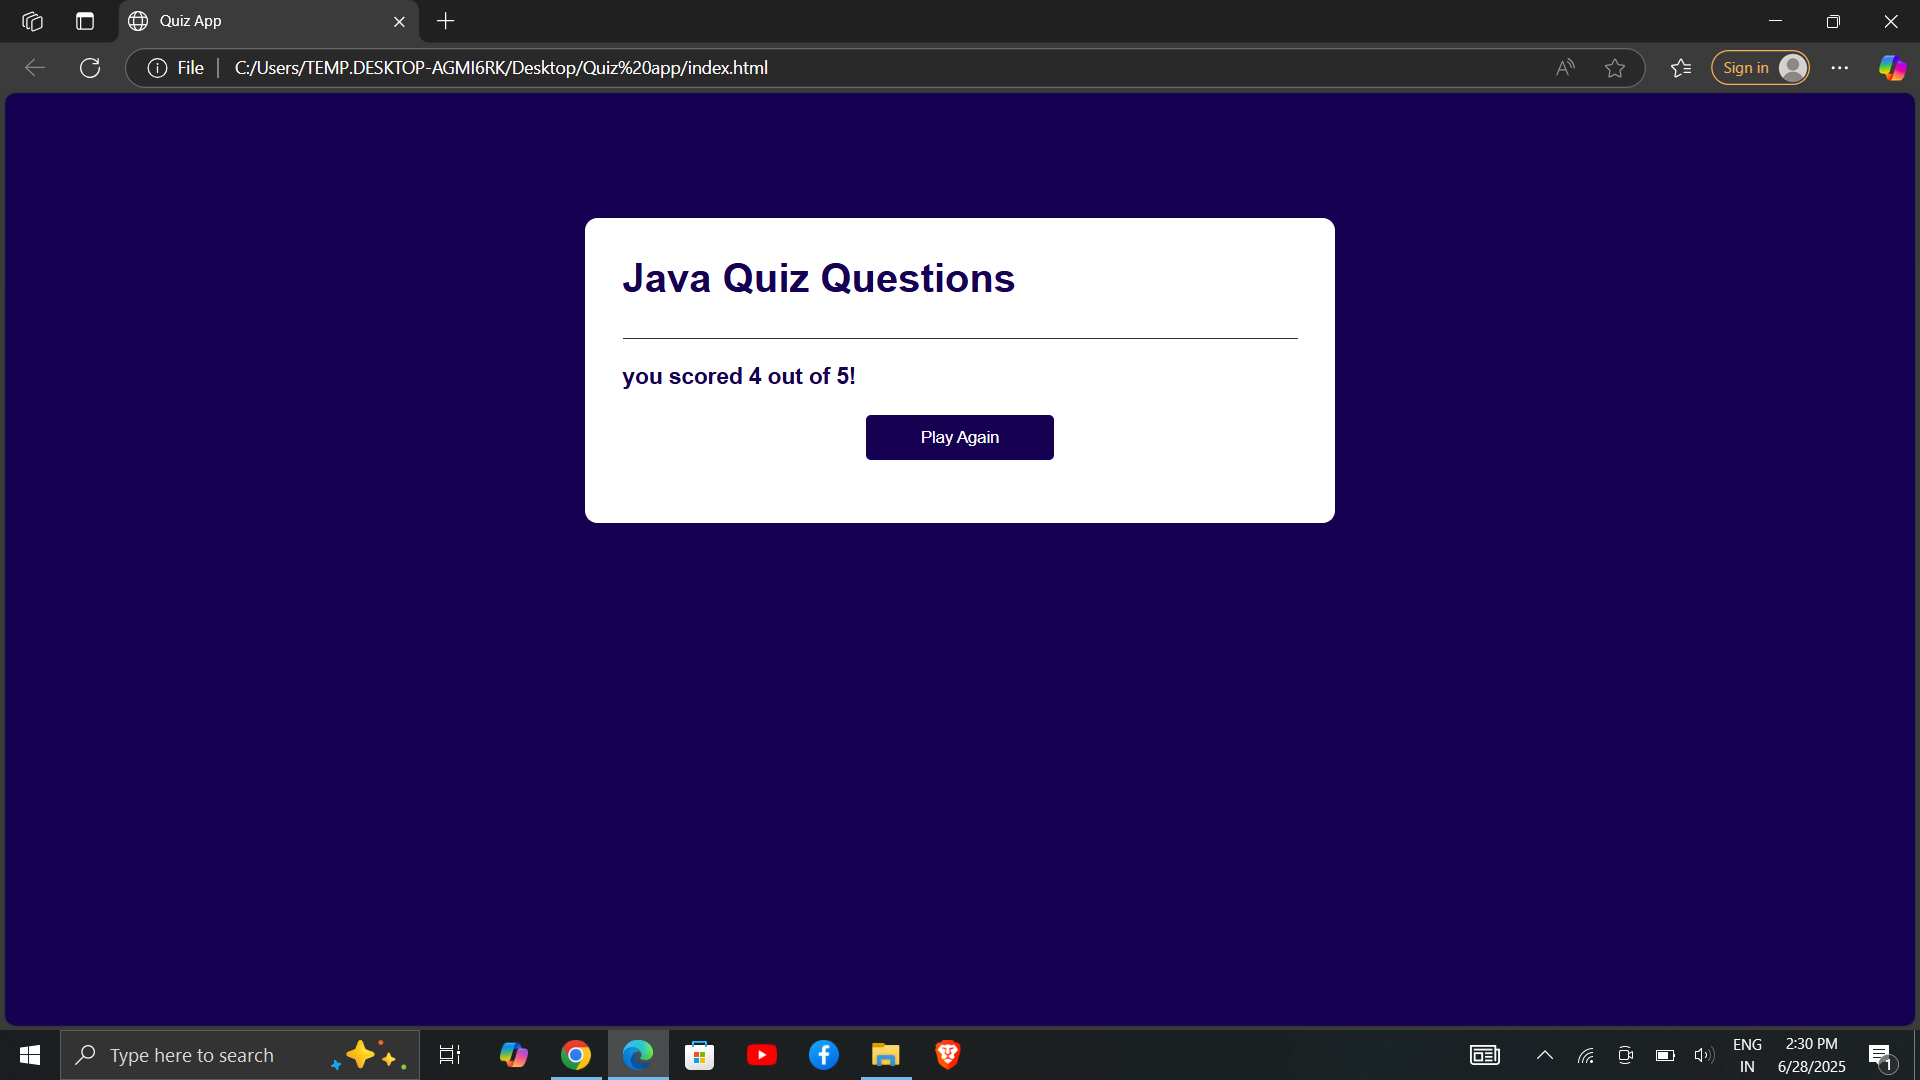 Quiz App
File
C:/Users/TEMP.DESKTOP-AGMI6RK/Desktop/Quiz%20app/index.html
Sign in
Java Quiz Questions
you scored 4 out of 5!
Play Again
Type here to search
ENG
IN
2:30 PM
6/28/2025
1